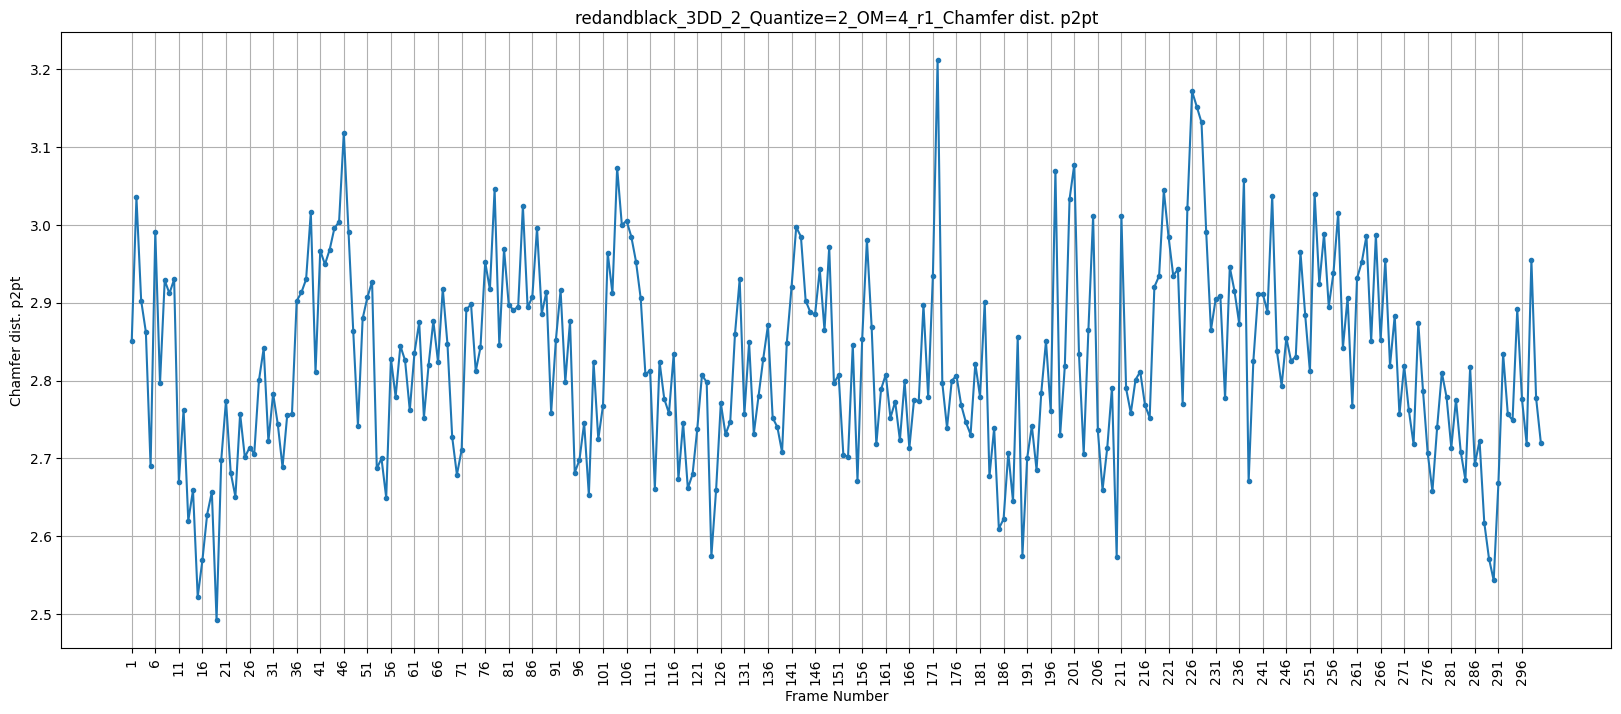 redandblack_3DD_2_Quantize=2_OM=4_r1_Chamfer dist. p2pt
Chamfer dist. p2pt
3.2
3.1
3.0
2.9
2.8
2.7
2.6
2.5
1 6 11 16 21 26 31 36 41 46 51 56 61 66 71 76 81 86 91 96 101 106 111 116 121 126 131 136 141 146 151 156 161 166 171 176 181 186 191 196 201 206 211 216 221 226 231 236 241 246 251 256 261 266 271 276 281 286 291 296
Frame Number